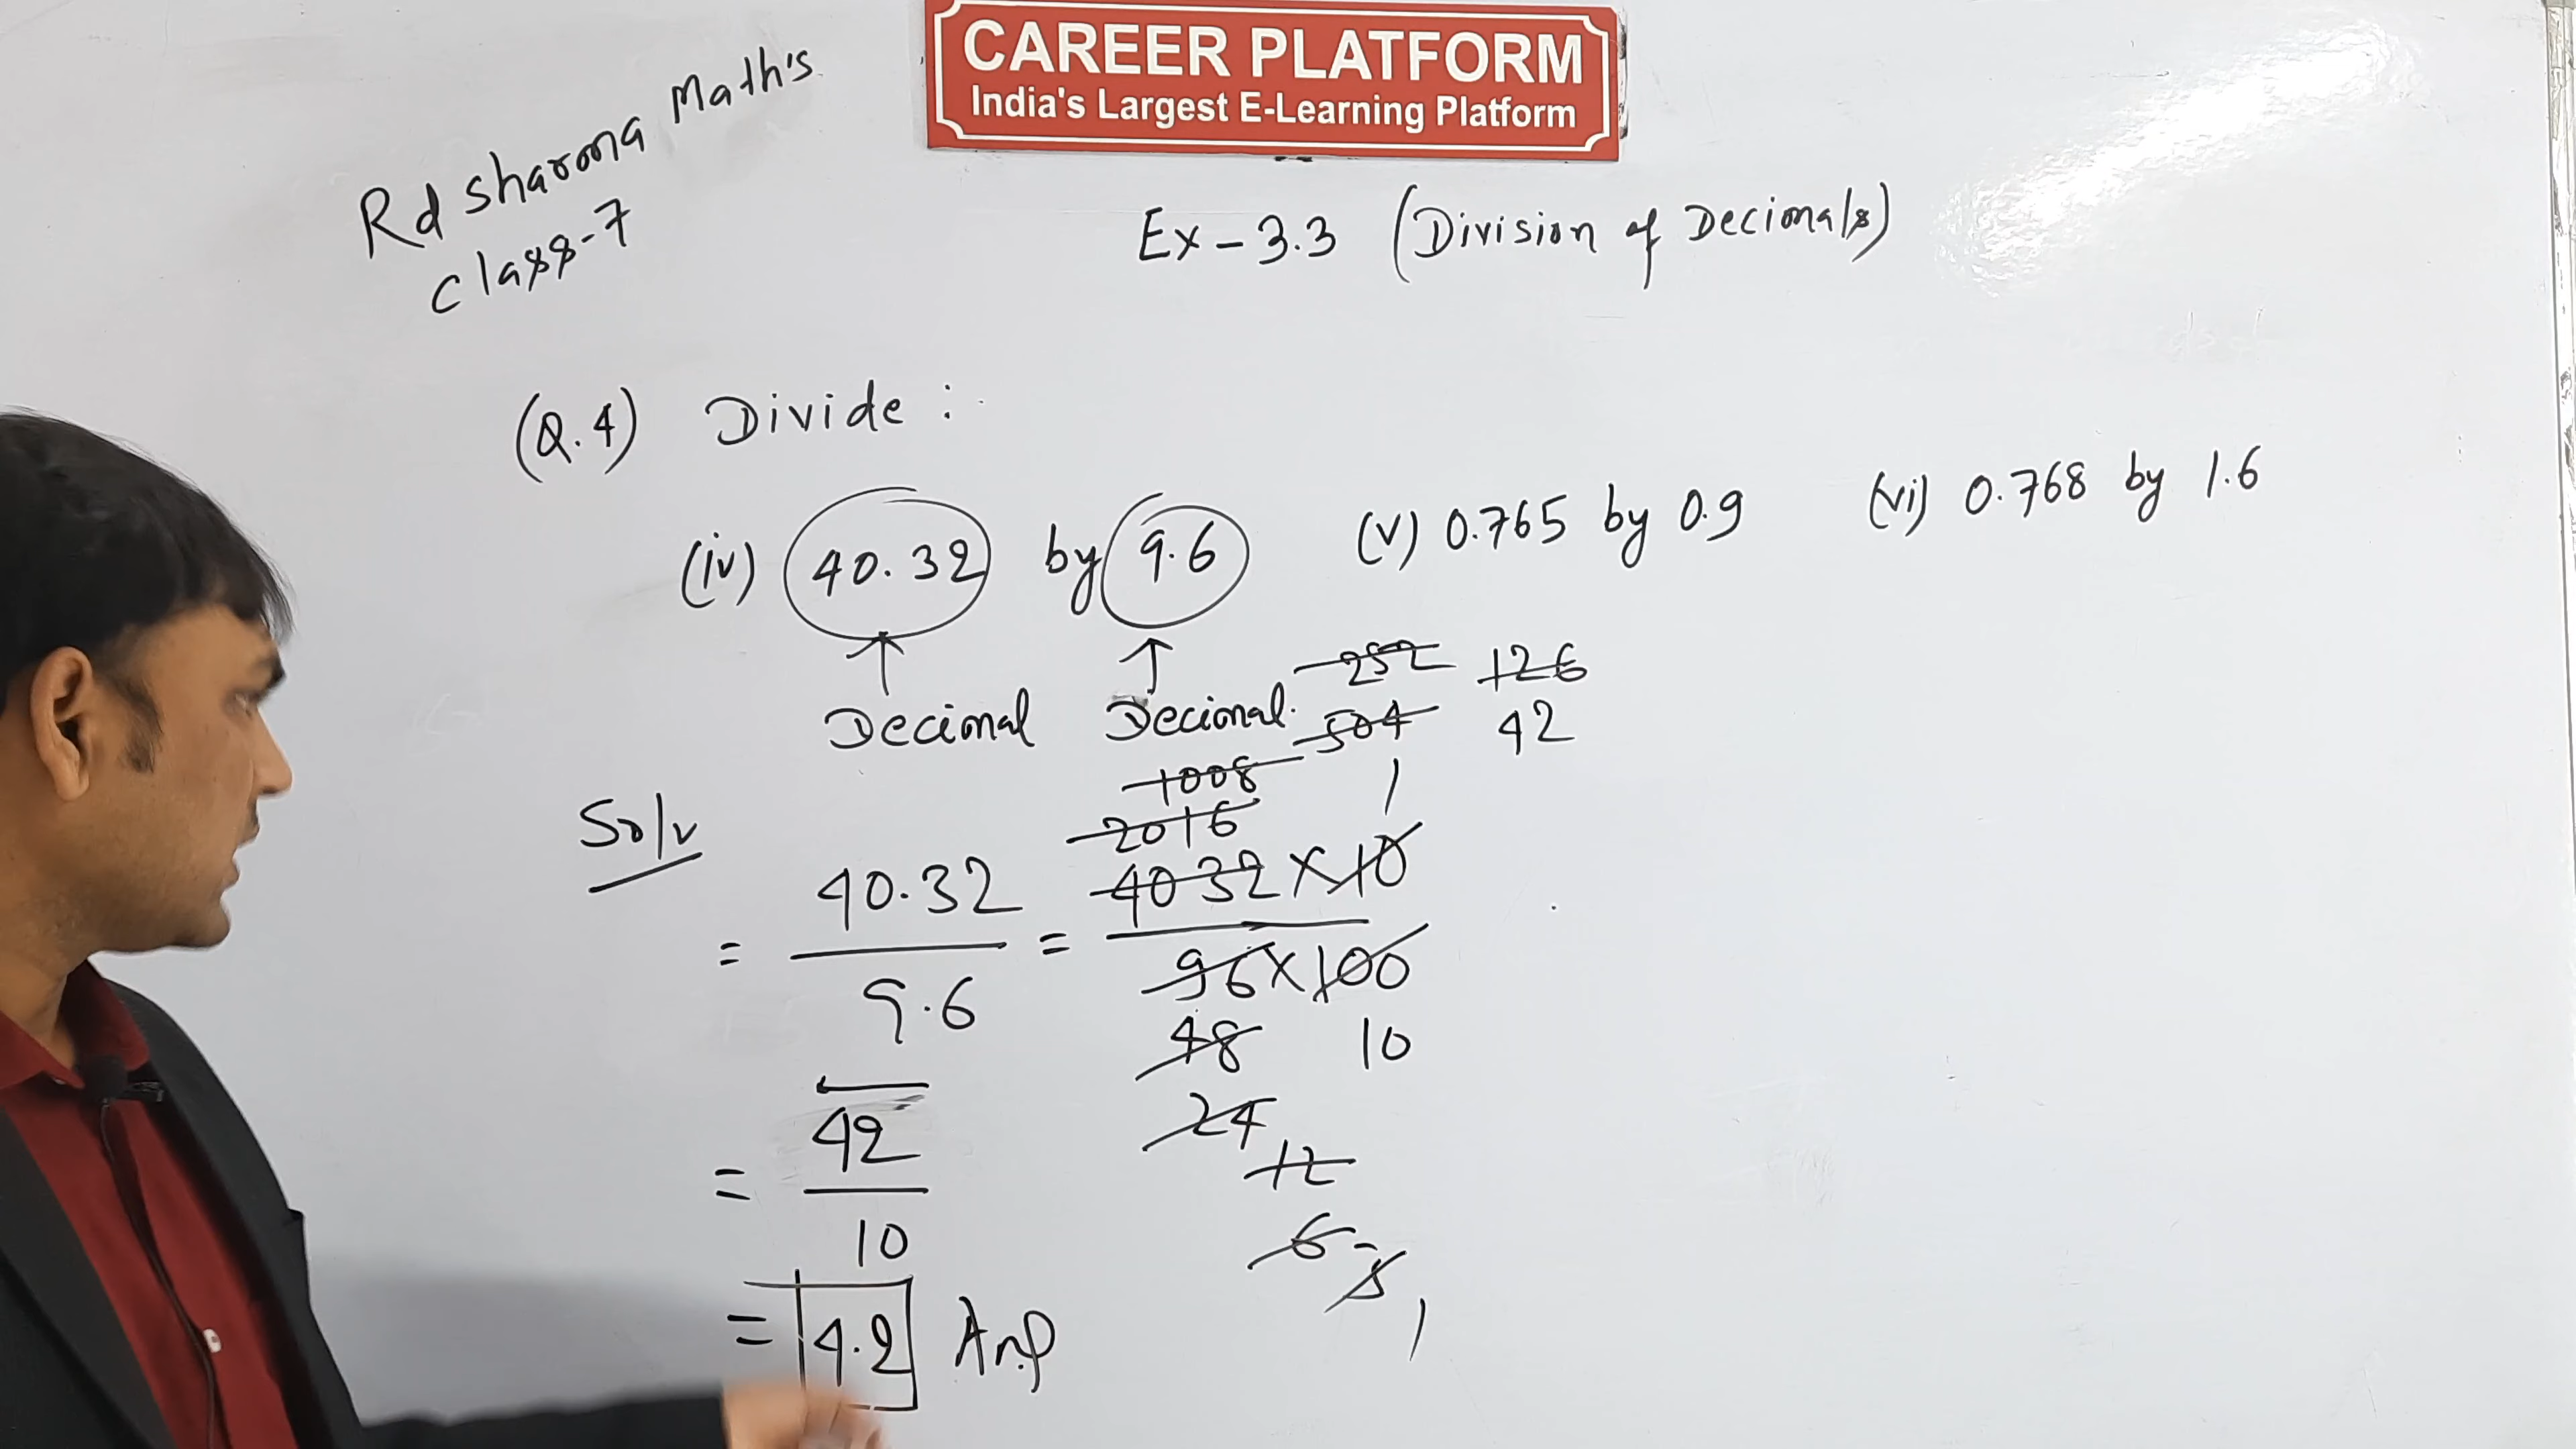 CAREER PLATFORM
India's Largest E-Learning Platform
Rd Sharma Math's
Class-7
Ex-3.3 (Division of Decimals)
(Q.4) Divide :
(iv) 40.32 by 9.6 (v) 0.765 by 0.9 (vi) 0.768 by 1.6
Decimal Decimal.
252 126
504 42
1008 1
2016
Solv
= 40.32 = 4032 x 10
9.6 96 x 100
48 10
24
12
6
3
1
= 42
10
= 4.2 Ans